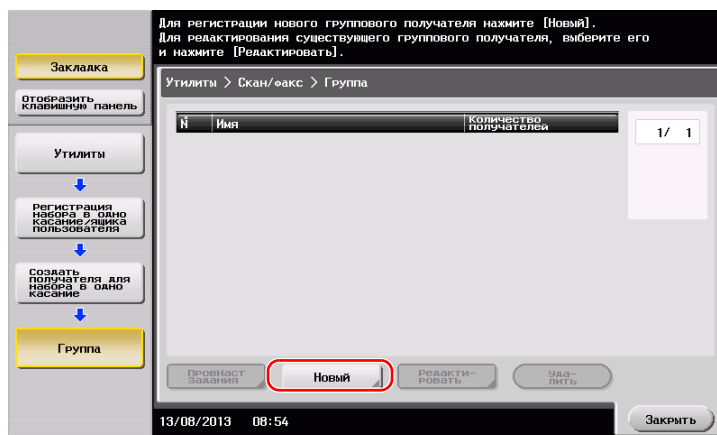 Для регистрации нового группового получателя нажмите [Новый].
Для редактирования существующего группового получателя, выберите его
и нажмите [Редактировать].
Закладка
Отобразить
клавишную панель
Утилиты
Регистрация
набора в одно
касание/ящика
пользователя
Создать
получателя для
набора в одно
касание
Группа
Утилиты > Скан/факс > Группа
N Имя Количество
получателей
1/ 1
ПровНаст
Задания
Новый
Редакти-
ровать
Уда-
лить
13/08/2013 08:54
Закрыть